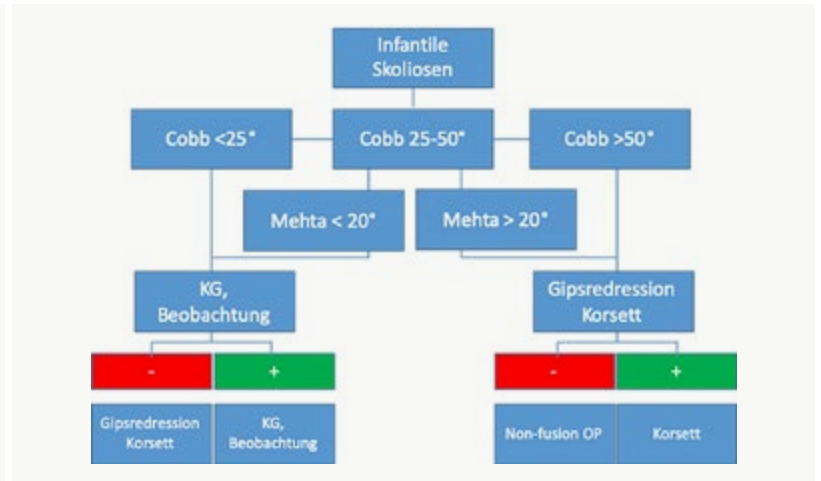 Infantile
Skoliosen
Cobb <25°
Cobb 25-50°
Cobb >50°
Mehta < 20°
Mehta > 20°
KG,
Beobachtung
Gipsredression
Korsett
-
+
-
+
Gipsredression
Korsett
KG,
Beobachtung
Non-fusion OP
Korsett